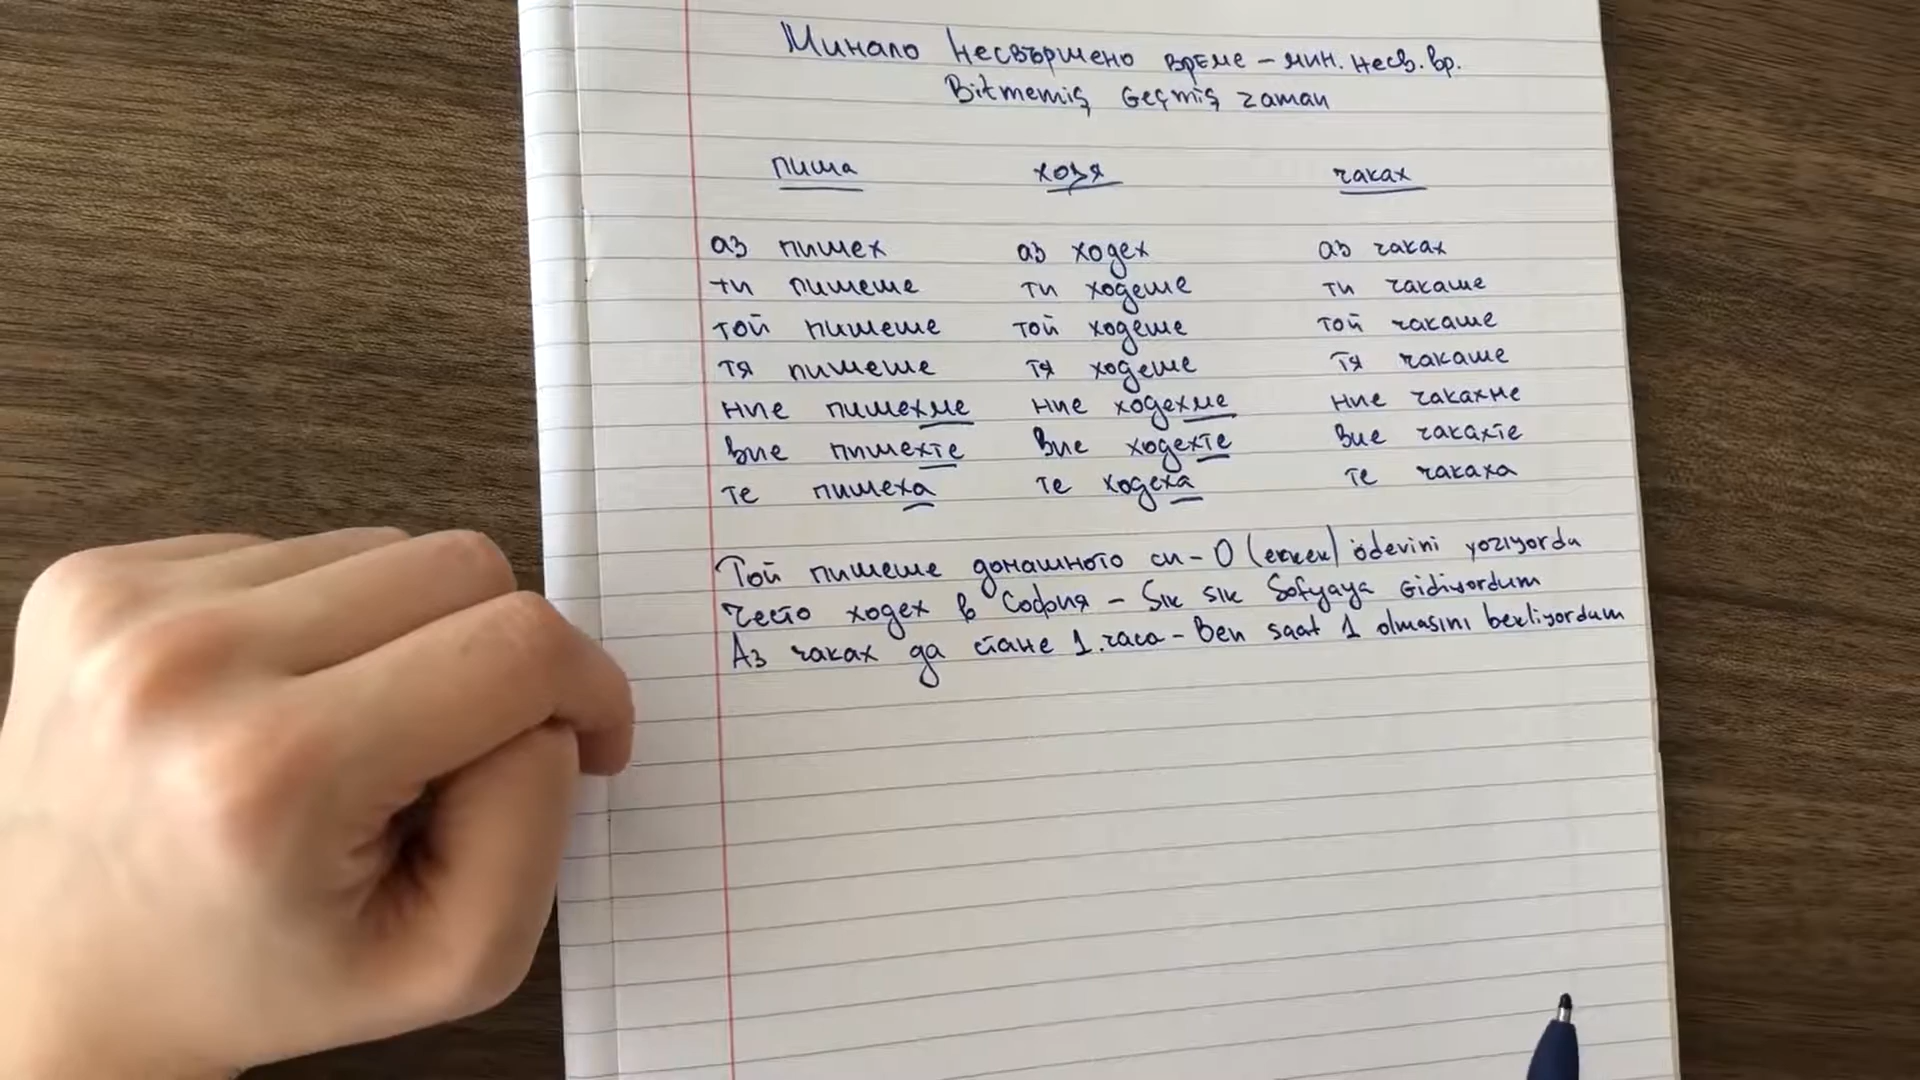 Минало Несвършено време - мин. несв. вр.
Bitmemiş Geçmiş zaman
пиша ходя чаках
аз пишех аз ходех аз чаках
ти пишеше ти ходеше ти чакаше
той пишеше той ходеше той чакаше
тя пишеше тя ходеше тя чакаше
ние пишехме ние ходехме ние чакахме
вие пишехте вие ходехте вие чакахте
те пишеха те ходеха те чакаха
Той пишеше домашното си - O (erkek) ödevini yazıyordu
Често ходех в София - Sık sık Sofyaya Gidiyordum
Аз чаках да стане 1. часа - Ben saat 1 olmasını bekliyordum